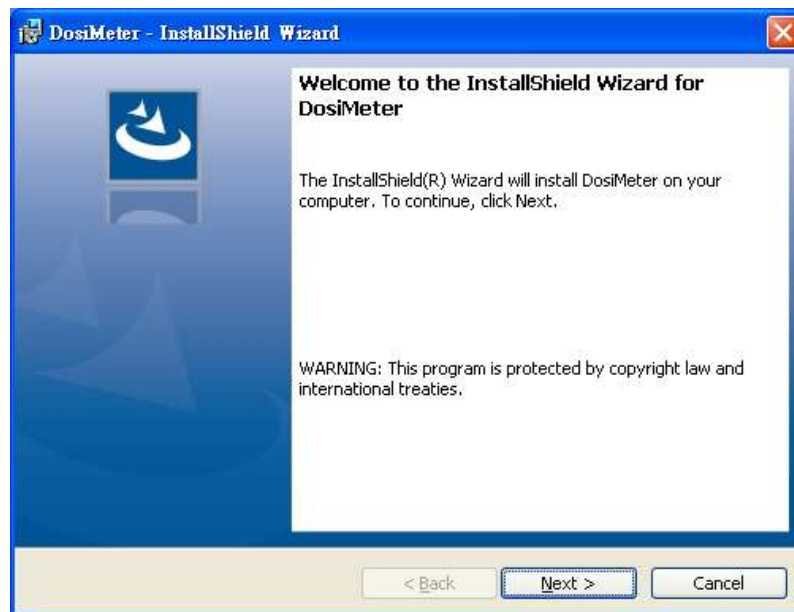 DosiMeter - InstallShield Wizard
Welcome to the InstallShield Wizard for
DosiMeter
The InstallShield(R) Wizard will install DosiMeter on your
computer. To continue, click Next.
WARNING: This program is protected by copyright law and
international treaties.
< Back
Next >
Cancel